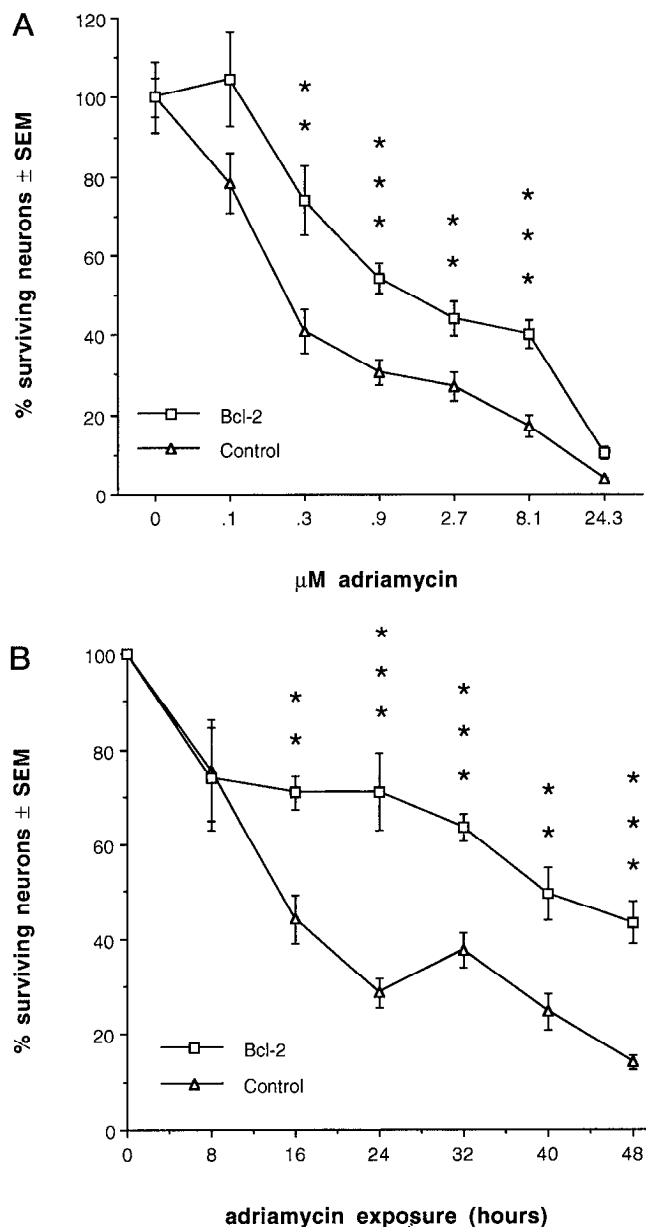 A
120
100
80
60
40
20
0
% surviving neurons ± SEM
* * * *
* * * *
* *
Bcl-2
Control
0 .1 .3 .9 2.7 8.1 24.3
µM adriamycin
B
100
80
60
40
20
0
% surviving neurons ± SEM
* * * * *
* * * * *
* * *
Bcl-2
Control
0 8 16 24 32 40 48
adriamycin exposure (hours)